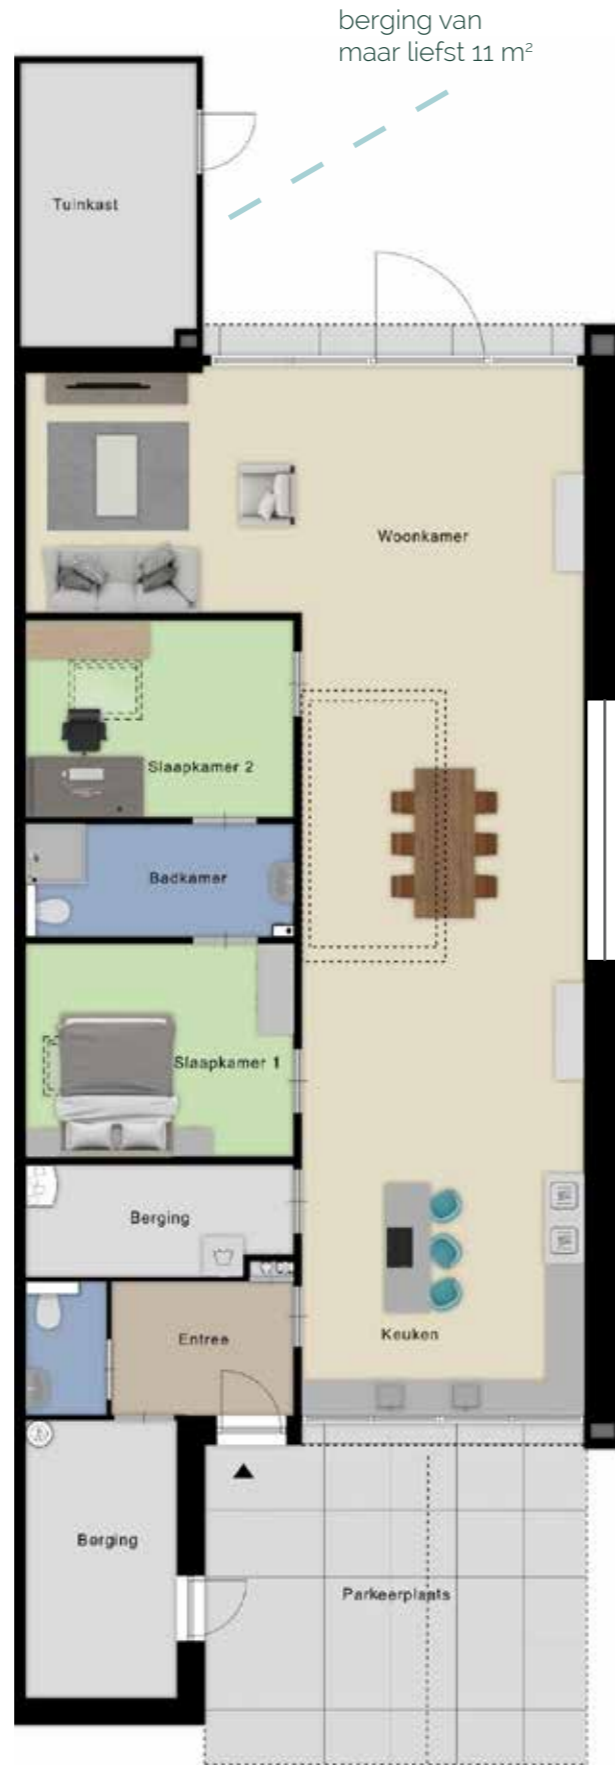 berging van
maar liefst 11 m²
Tuinkast
Woonkamer
Slaapkamer 2
Badkamer
Slaapkamer 1
Berging
Entree
Keuken
Berging
Parkeerplaats